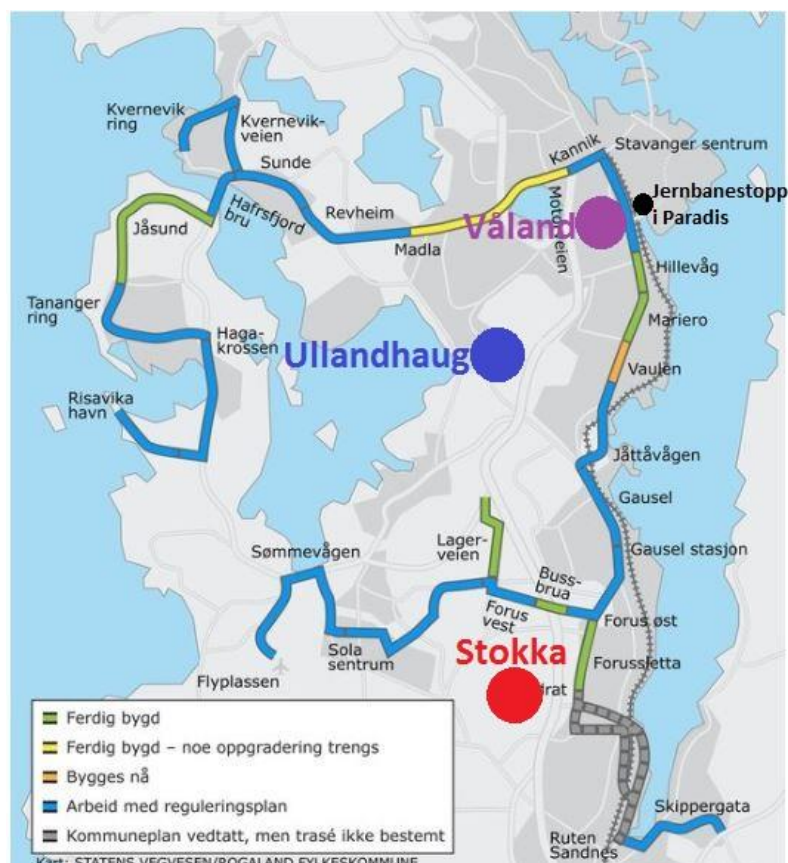 Kvernevik
ring
Kvernevik-
veien
Sunde
Kannik
Stavanger sentrum
Jernbanestopp
i Paradis
Hafrsfjord
bru
Revheim
Jåsund
Madla
Våland
Motorveien
Hillevåg
Tananger
ring
Haga-
krossen
Mariero
Ullandhaug
Vaulen
Risavika
havn
Jåttåvågen
Gausel
Lager-
veien
Sømmevågen
Gausel stasjon
Buss-
brua
Forus
vest
Forus øst
Sola
sentrum
Stokka
Forussletta
Flyplassen
drat
Ferdig bygd
Ferdig bygd – noe oppgradering trengs
Bygges nå
Arbeid med reguleringsplan
Kommuneplan vedtatt, men trasé ikke bestemt
Skippergata
Ruten
Sandnes
Kart: STATENS VEGVESEN/ROGALAND FYLKESKOMMUNE